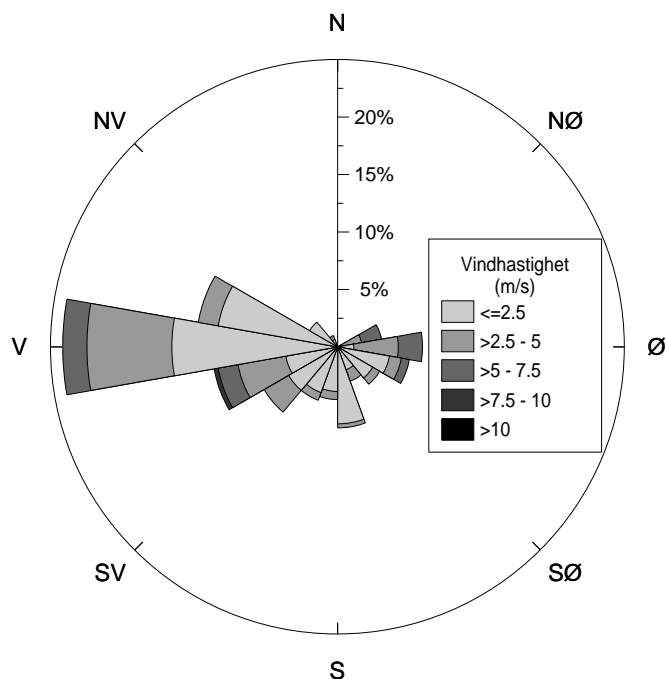 N
NV
NØ
20%
15%
10%
5%
Vindhastighet
(m/s)
<=2.5
>2.5 - 5
>5 - 7.5
>7.5 - 10
>10
V
Ø
SV
SØ
S